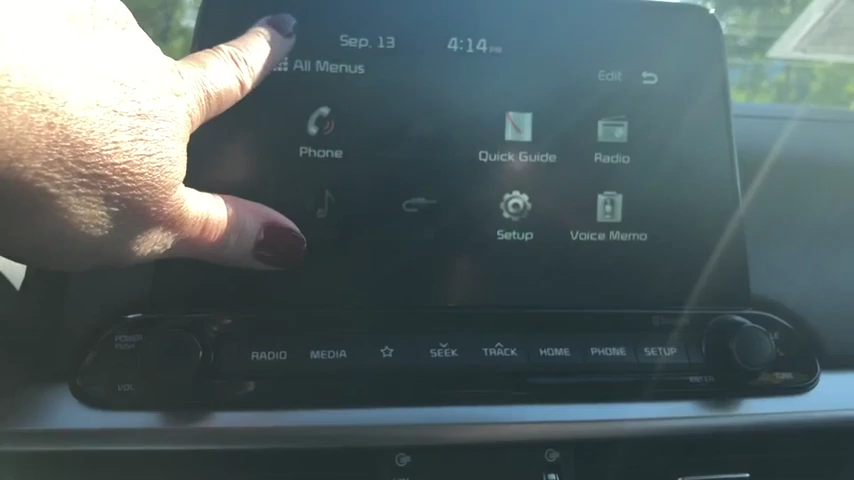 Sep. 13 4:14 PM
All Menus Edit
Phone Quick Guide Radio
Setup Voice Memo
POWER
PUSH
RADIO MEDIA SEEK TRACK HOME PHONE SETUP
VOL